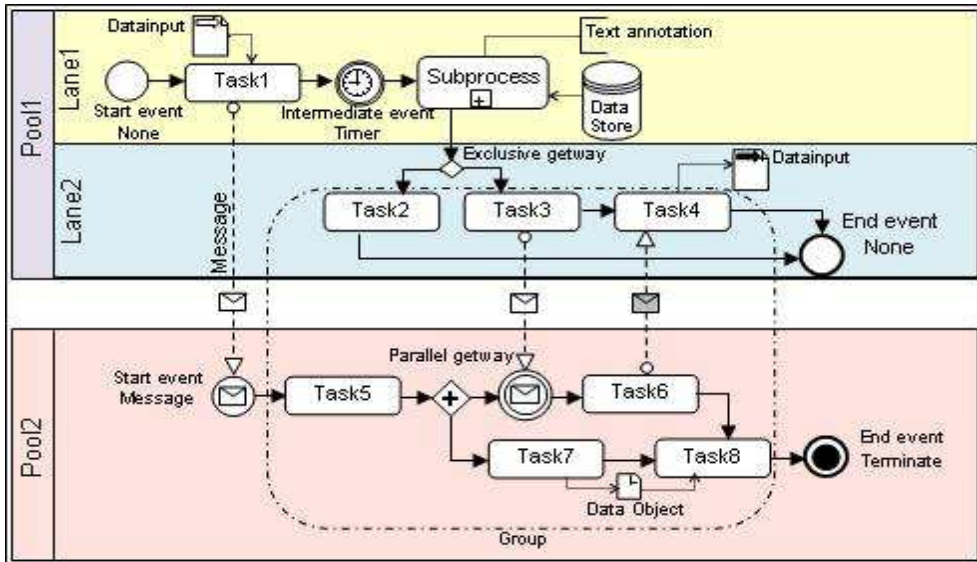 Pool1
Lane1
Datainput
Task1
Start event
None
Intermediate event
Timer
Subprocess
Text annotation
Data
Store
Lane2
Exclusive getway
Task2
Task3
Task4
Datainput
End event
None
Message
Pool2
Start event
Message
Task5
Parallel getway
Task6
Task7
Task8
Data Object
End event
Terminate
Group